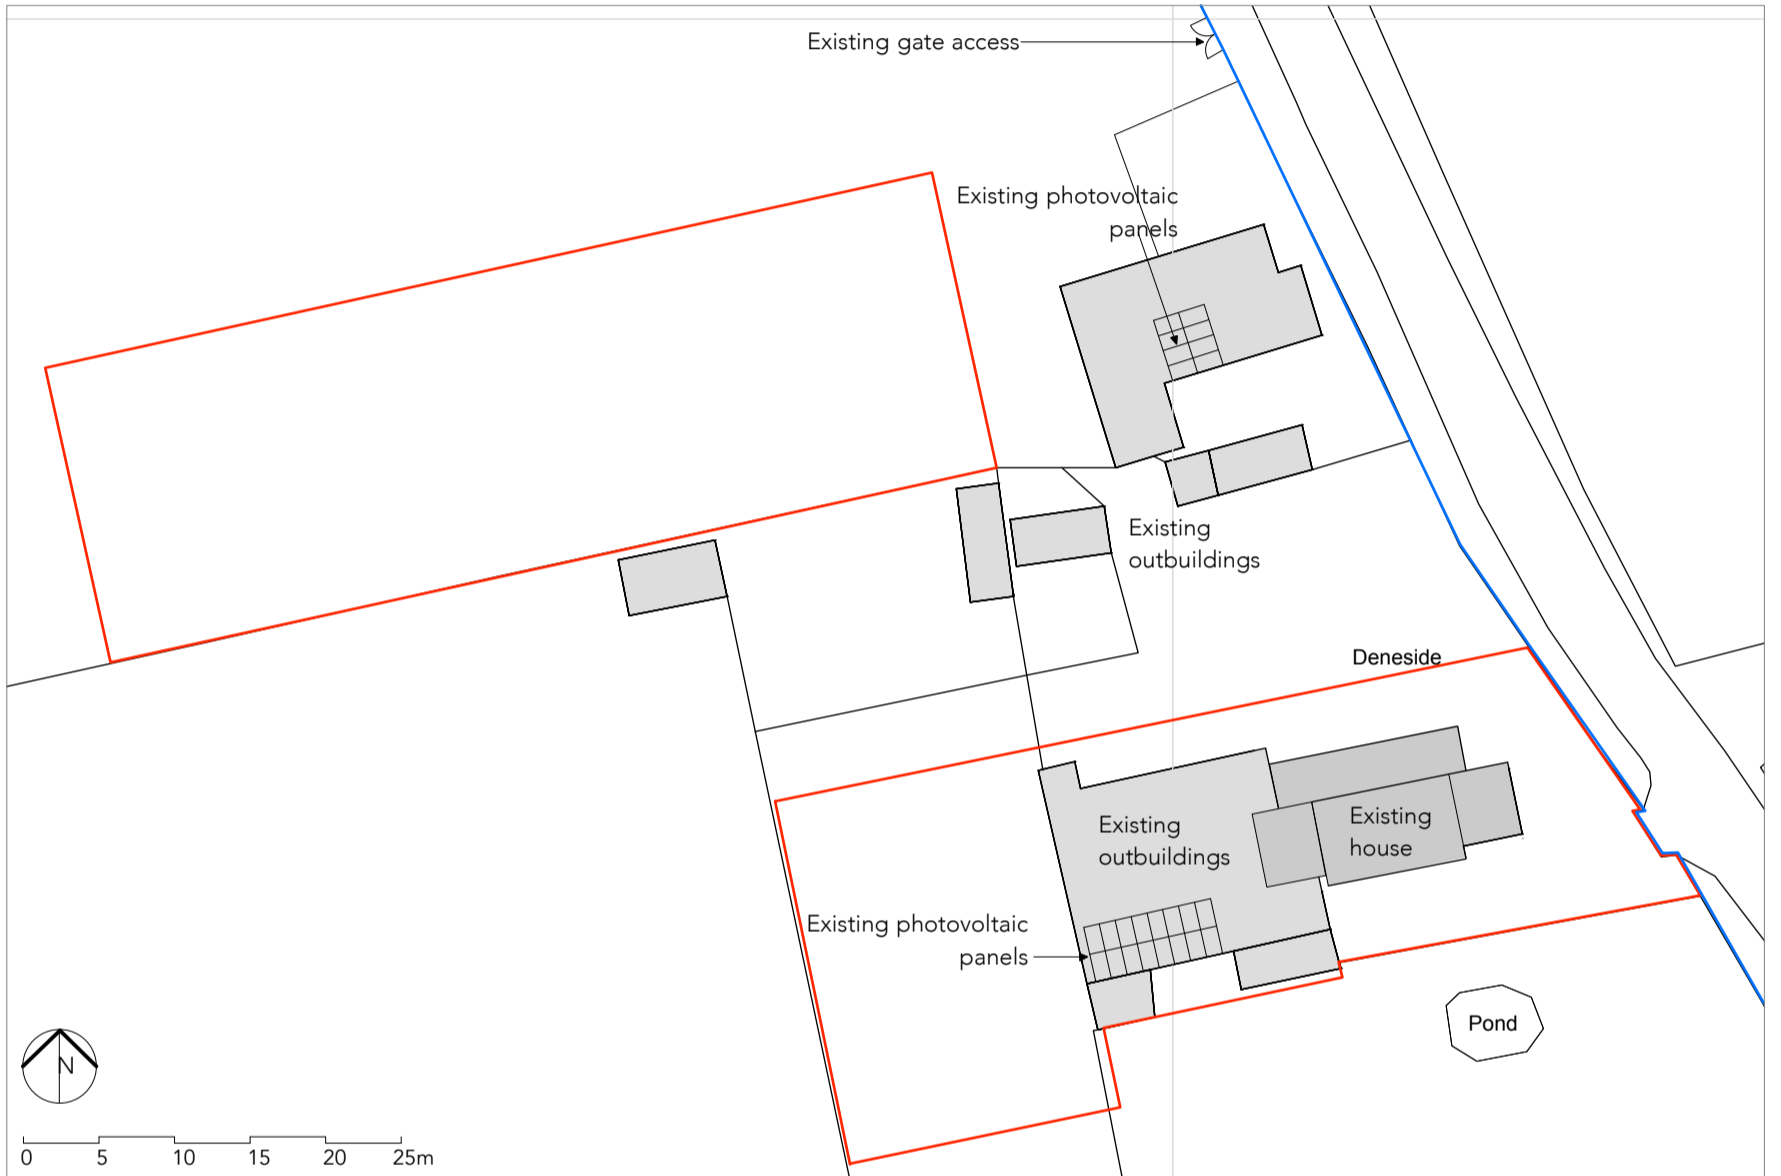 Existing gate access
Existing photovoltaic
panels
Existing
outbuildings
Deneside
Existing
outbuildings
Existing
house
Existing photovoltaic
panels
Pond
N
0 5 10 15 20 25m